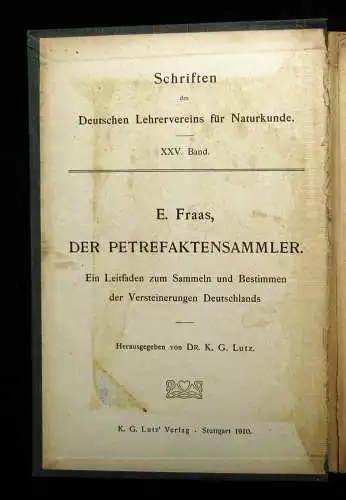 Schriften
des
Deutschen Lehrervereins für Naturkunde.
XXV. Band.
E. Fraas,
DER PETREFAKTENSAMMLER.
Ein Leitfaden zum Sammeln und Bestimmen
der Versteinerungen Deutschlands
Herausgegeben von DR. K. G. Lutz.
K. G. Lutz' Verlag - Stuttgart 1910.